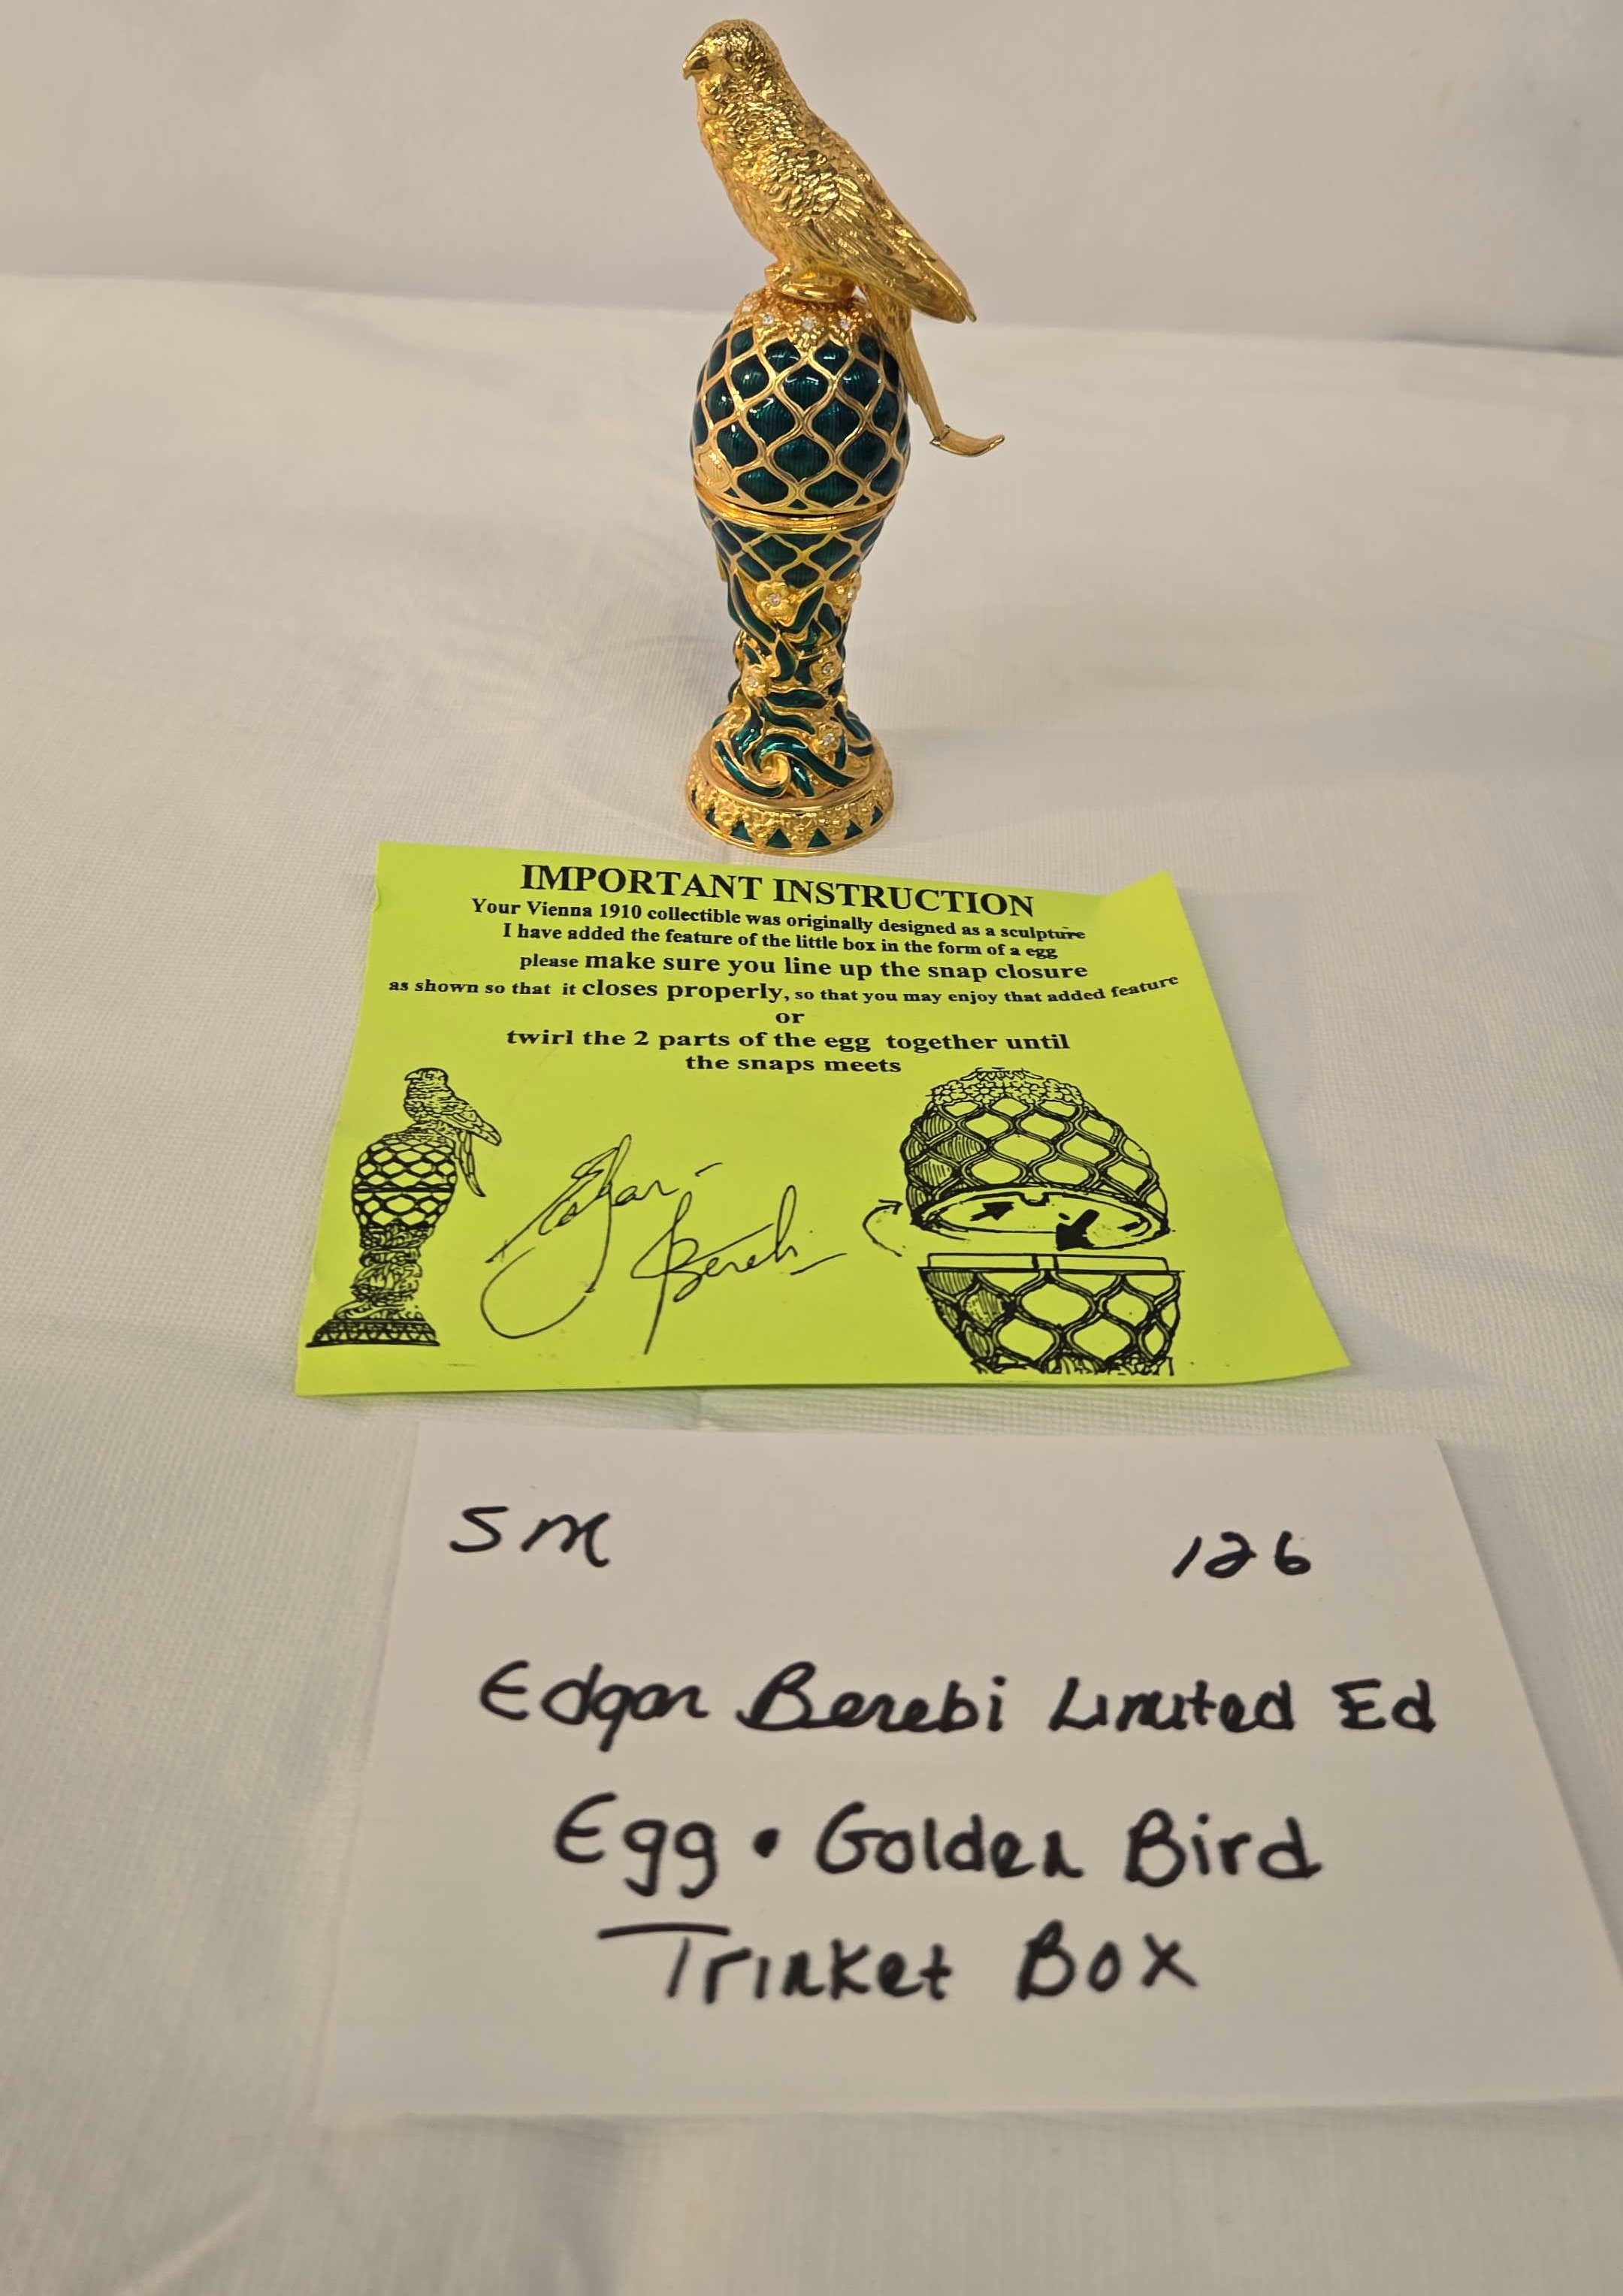 IMPORTANT INSTRUCTION
Your Vienna 1910 collectible was originally designed as a sculpture
I have added the feature of the little box in the form of a egg
please make sure you line up the snap closure
as shown so that it closes properly, so that you may enjoy that added feature
or
twirl the 2 parts of the egg together until
the snaps meets
Edgar
Berebi
SM 126
Edgar Berebi Limited Ed
Egg • Golden Bird
Trinket Box